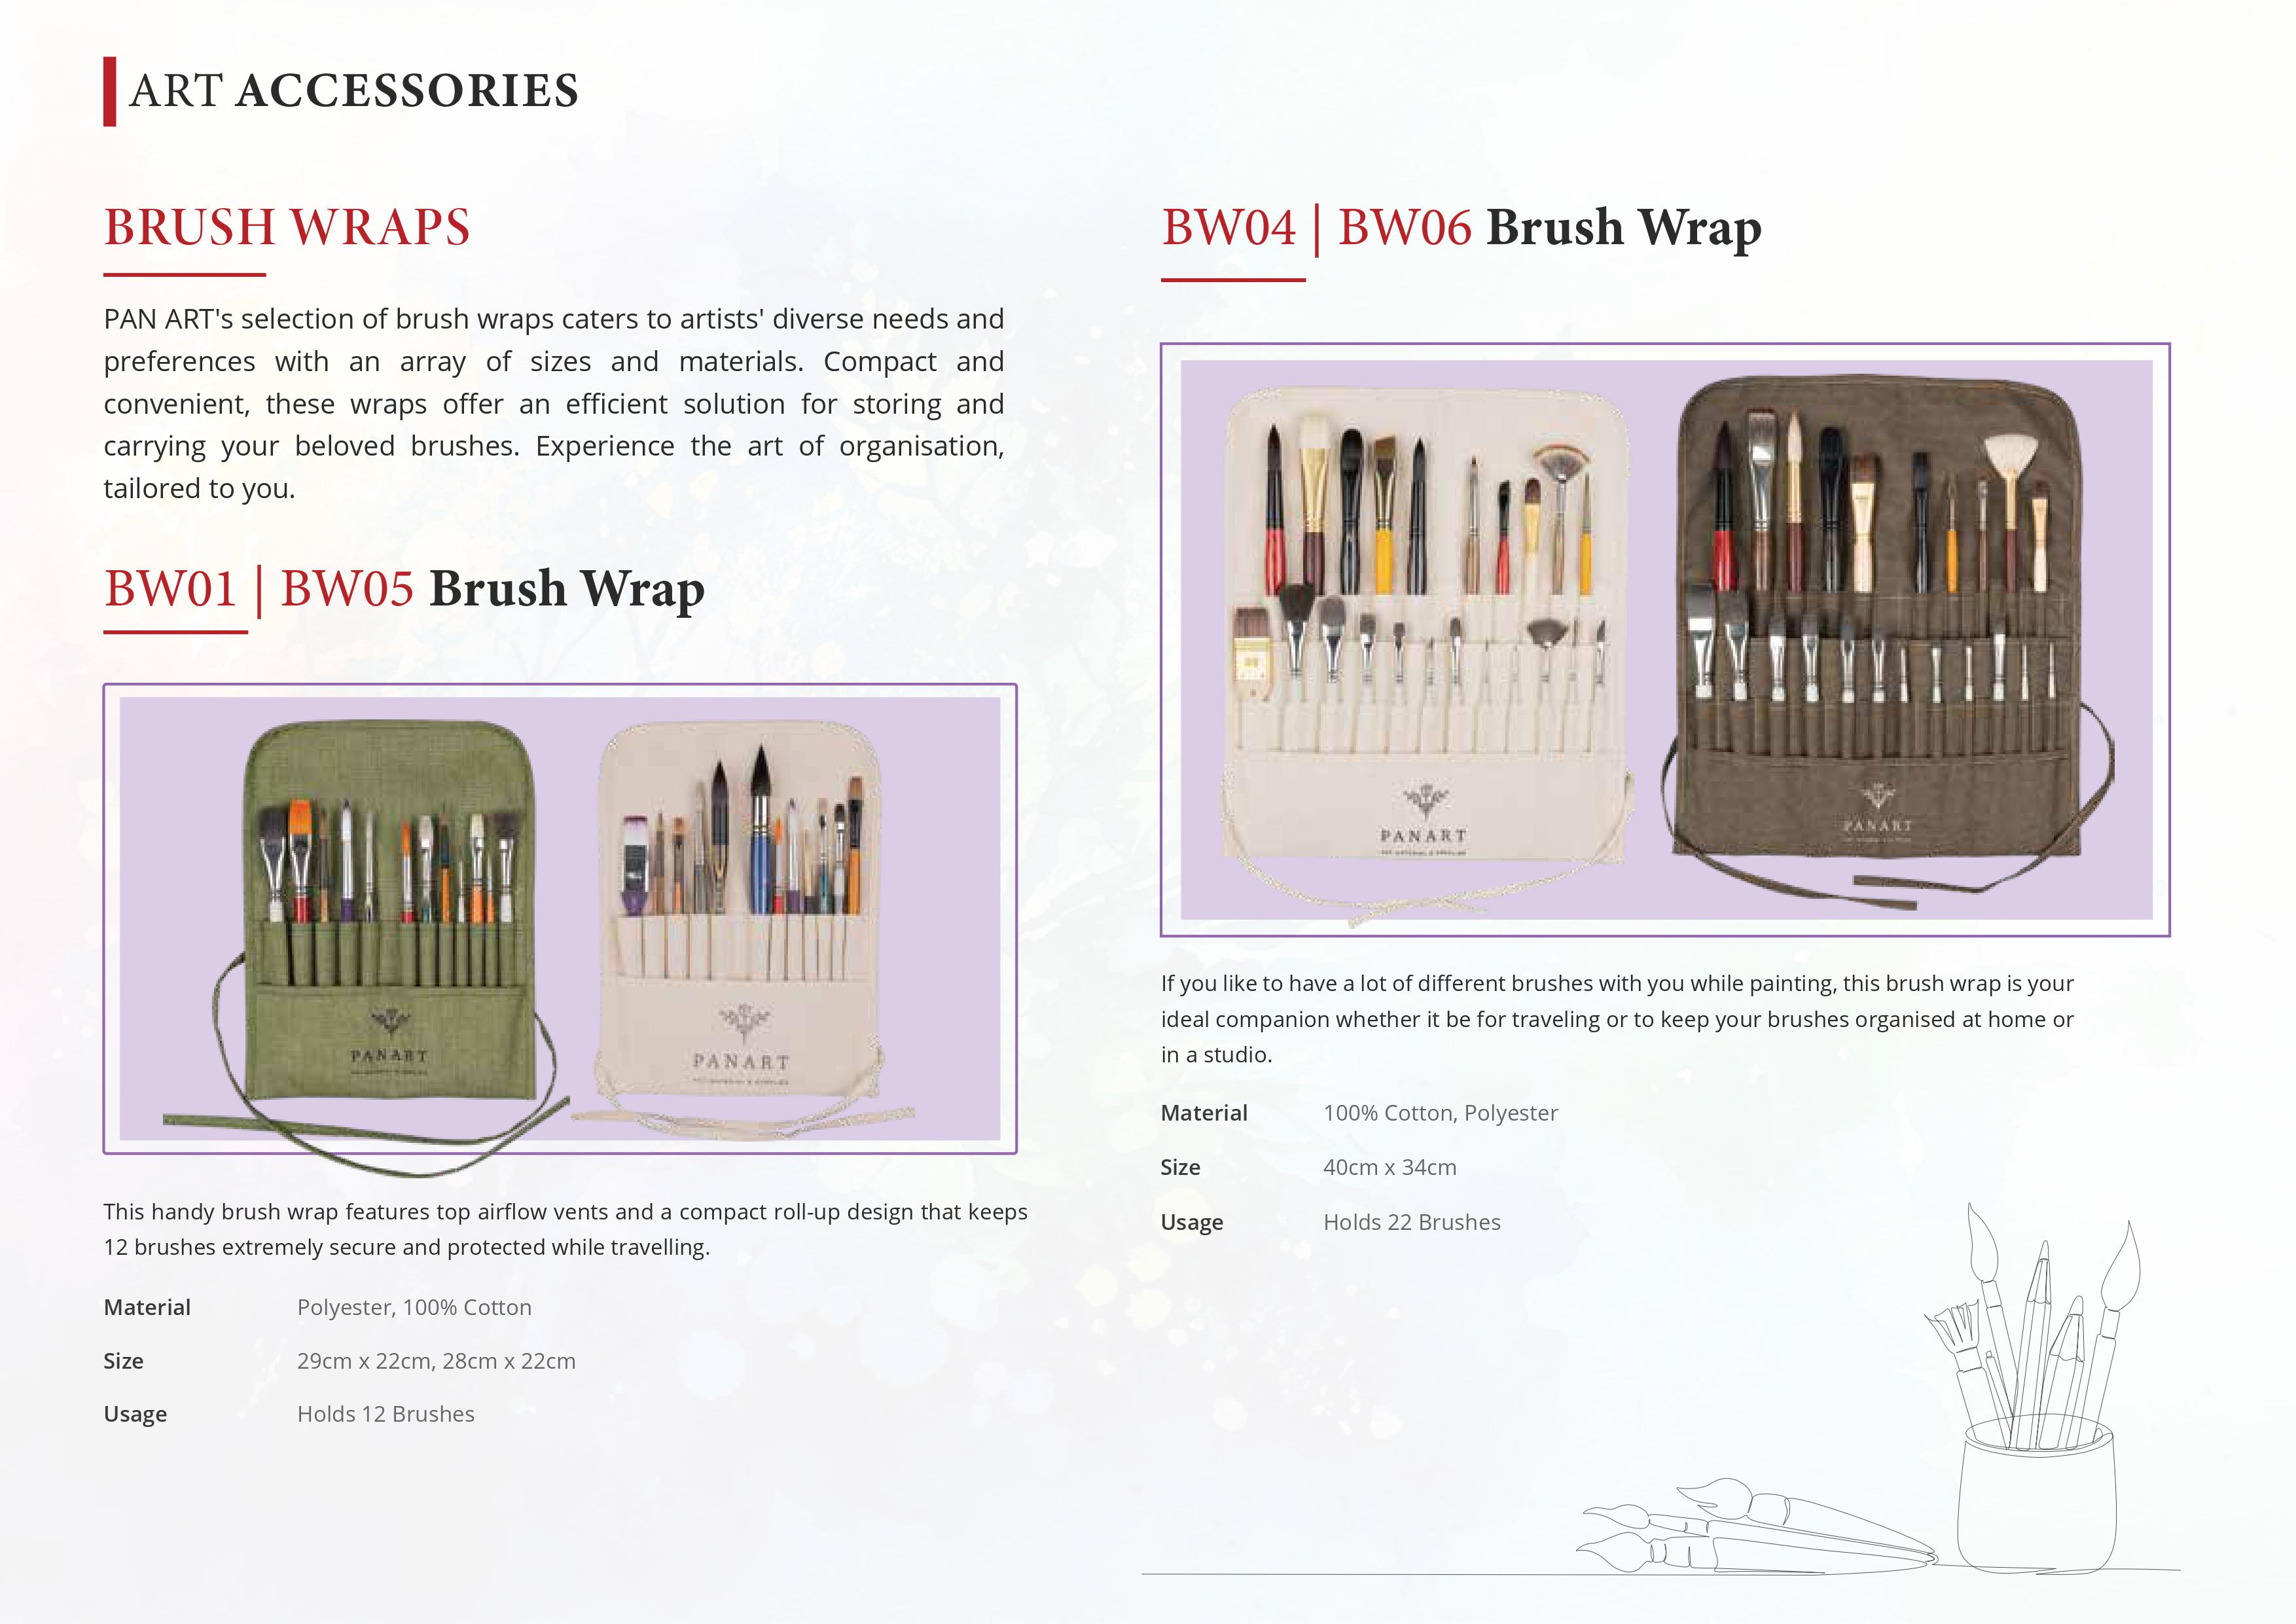 ART ACCESSORIES
BRUSH WRAPS
PAN ART's selection of brush wraps caters to artists' diverse needs and
preferences with an array of sizes and materials. Compact and
convenient, these wraps offer an efficient solution for storing and
carrying your beloved brushes. Experience the art of organisation,
tailored to you.
BW01 | BW05 Brush Wrap
PANART
PANART
This handy brush wrap features top airflow vents and a compact roll-up design that keeps
12 brushes extremely secure and protected while travelling.
Material Polyester, 100% Cotton
Size 29cm x 22cm, 28cm x 22cm
Usage Holds 12 Brushes
BW04 | BW06 Brush Wrap
PANART
PANART
If you like to have a lot of different brushes with you while painting, this brush wrap is your
ideal companion whether it be for traveling or to keep your brushes organised at home or
in a studio.
Material 100% Cotton, Polyester
Size 40cm x 34cm
Usage Holds 22 Brushes